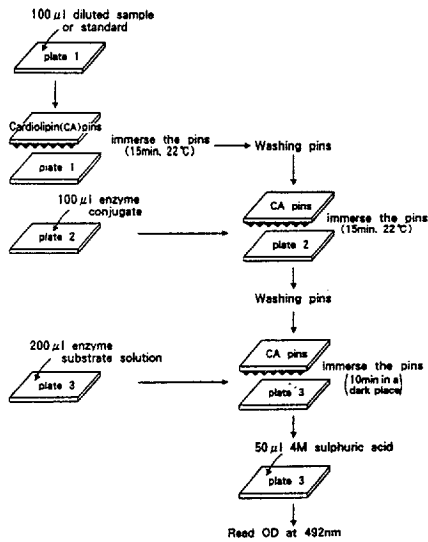 100 μl diluted sample
or standard
plate 1
Cardiolipin(CA)pins
plate 1
immerse the pins
(15min. 22℃)
Washing pins
100 μl enzyme
conjugate
plate 2
CA pins
plate 2
immerse the pins
(15min. 22℃)
Washing pins
200 μl enzyme
substrate solution
plate 3
CA pins
plate 3
immerse the pins
(10min in a
dark place)
50 μl 4M sulphuric acid
plate 3
Read OD at 492nm